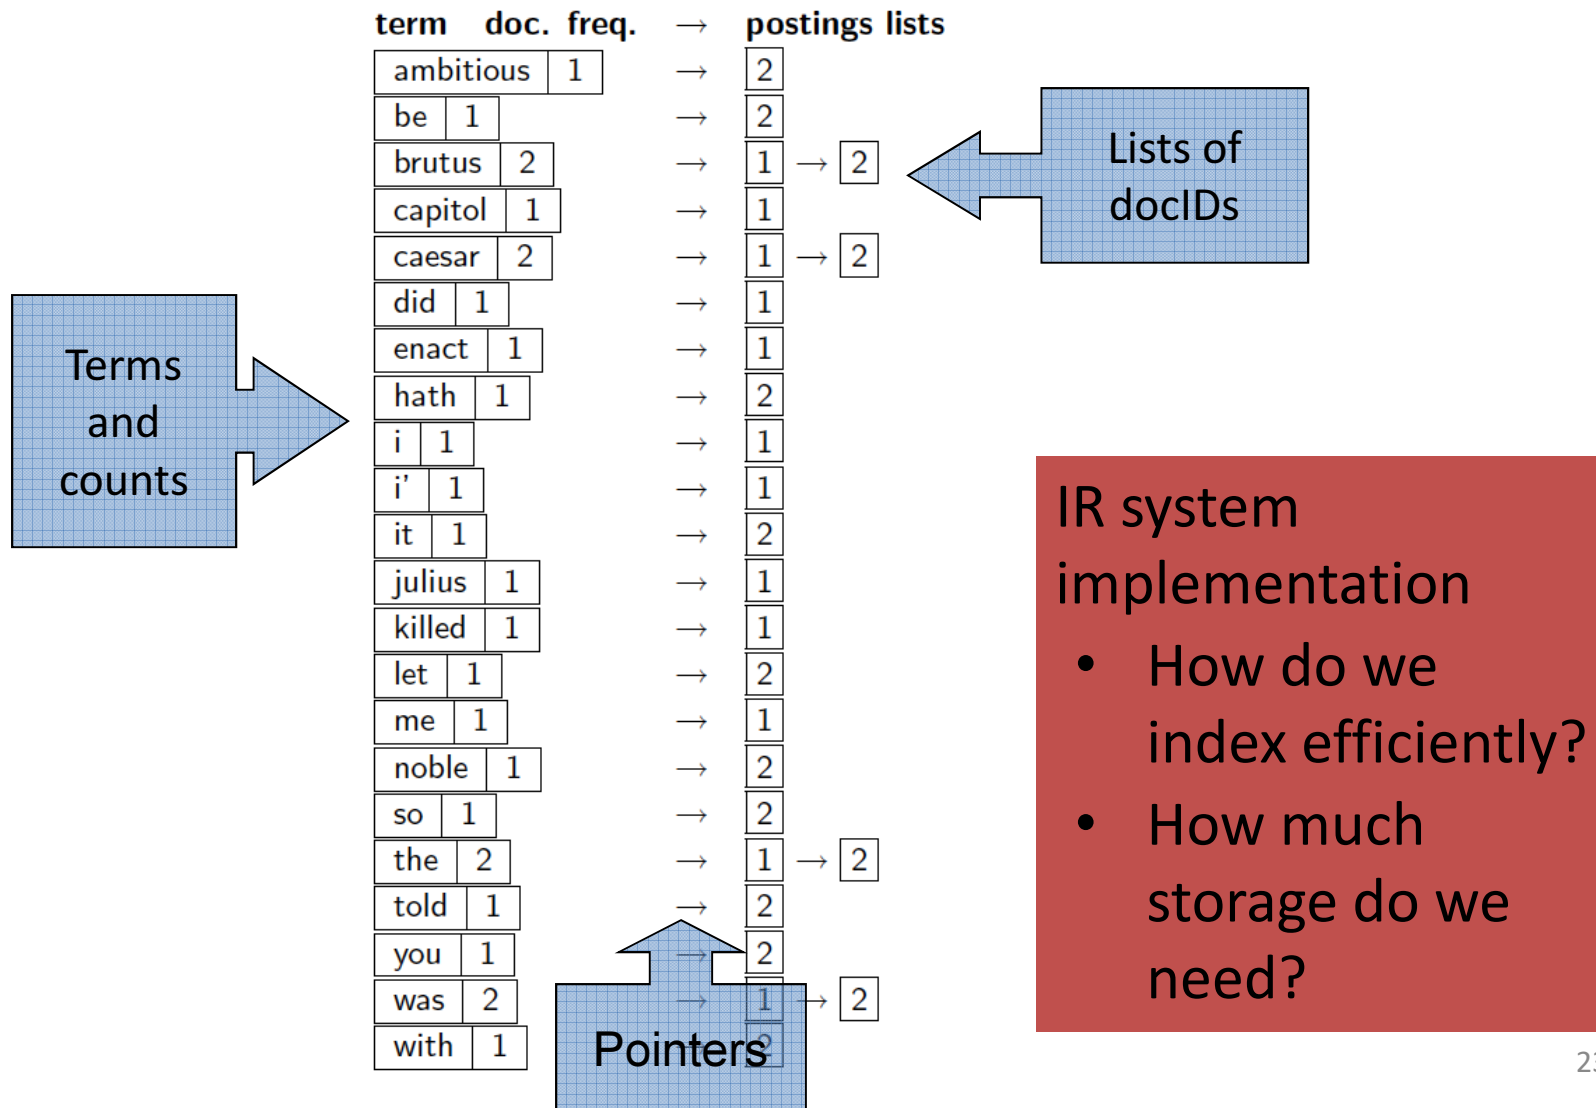 term doc. freq. → postings lists
ambitious 1 → 2
be 1 → 2
brutus 2 → 1 → 2
capitol 1 → 1
caesar 2 → 1 → 2
did 1 → 1
enact 1 → 1
hath 1 → 2
i 1 → 1
i’ 1 → 1
it 1 → 2
julius 1 → 1
killed 1 → 1
let 1 → 2
me 1 → 1
noble 1 → 2
so 1 → 2
the 2 → 1 → 2
told 1 → 2
you 1 → 2
was 2 → 1 → 2
with 1 → 2
Terms
and
counts
Lists of
docIDs
Pointers
IR system
implementation
• How do we
index efficiently?
• How much
storage do we
need?